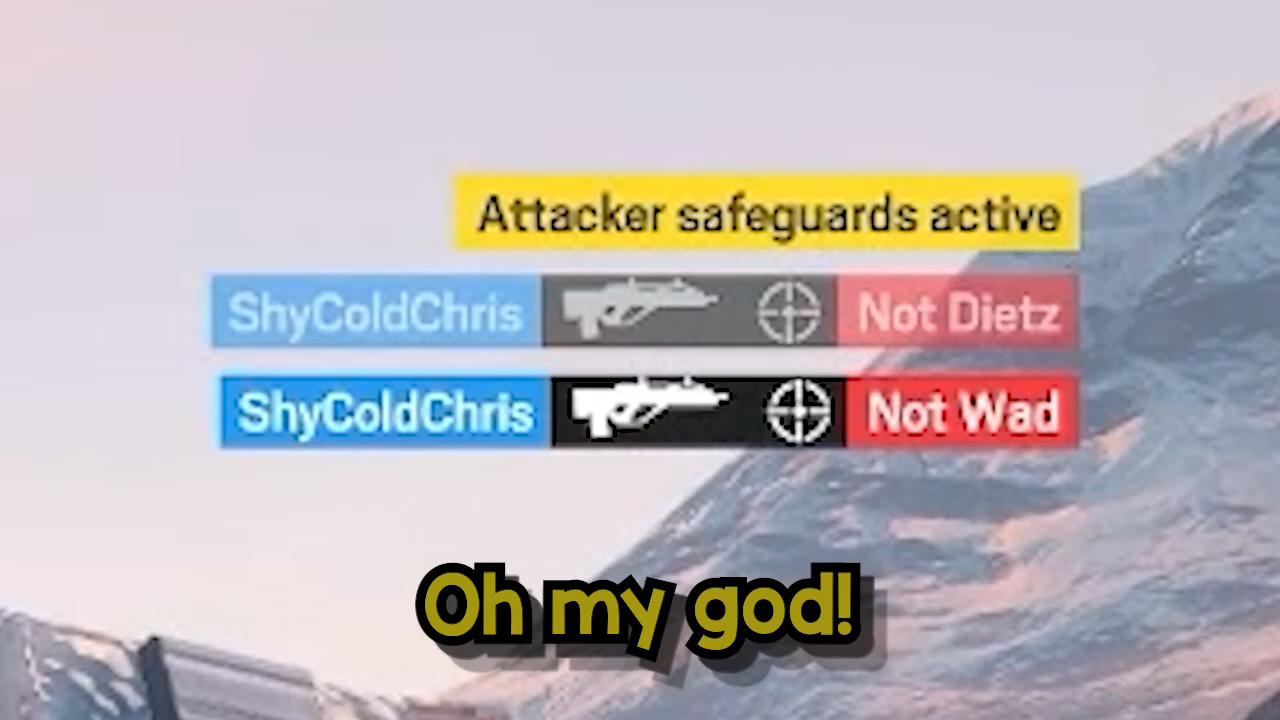 Attacker safeguards active
ShyColdChris Not Dietz
ShyColdChris Not Wad
Oh my god!